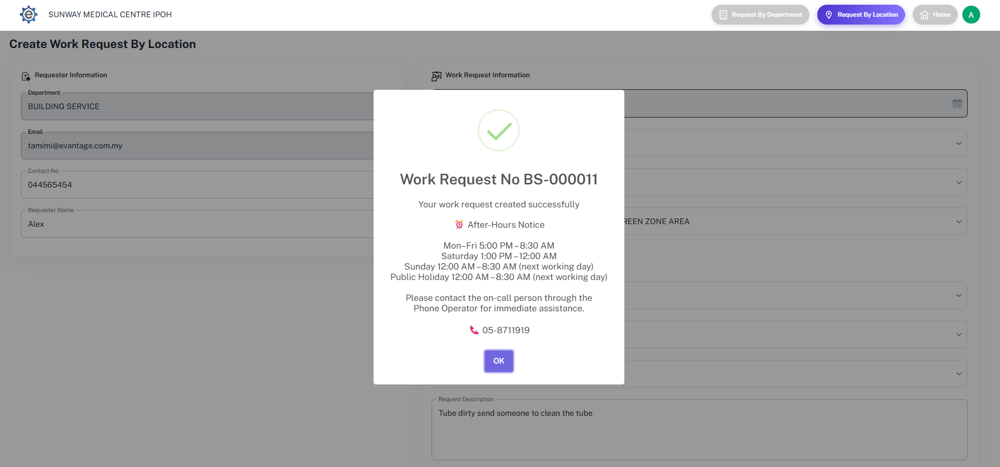 e
SUNWAY MEDICAL CENTRE IPOH
Request By Department
Request By Location
Home
A
Create Work Request By Location
Requester Information
Department
BUILDING SERVICE
Email
tamimi@evantage.com.my
Contact No
044565454
Requester Name
Alex
Work Request Information
ZONE AREA
Request Description
Tube dirty send someone to clean the tube
Work Request No BS-000011
Your work request created successfully
⏰ After-Hours Notice
Mon–Fri 5:00 PM – 8:30 AM
Saturday 1:00 PM – 12:00 AM
Sunday 12:00 AM – 8:30 AM (next working day)
Public Holiday 12:00 AM – 8:30 AM (next working day)
Please contact the on-call person through the
Phone Operator for immediate assistance.
📞 05-8711919
OK